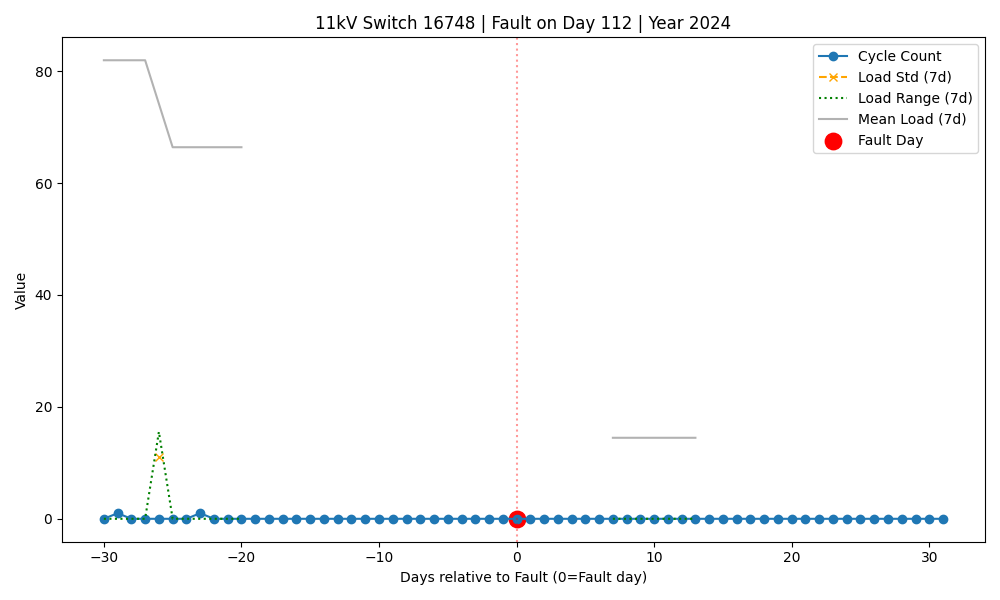 11kV Switch 16748 | Fault on Day 112 | Year 2024
Cycle Count
Load Std (7d)
Load Range (7d)
Mean Load (7d)
Fault Day
80
60
40
20
0
Value
−30
−20
−10
0
10
20
30
Days relative to Fault (0=Fault day)